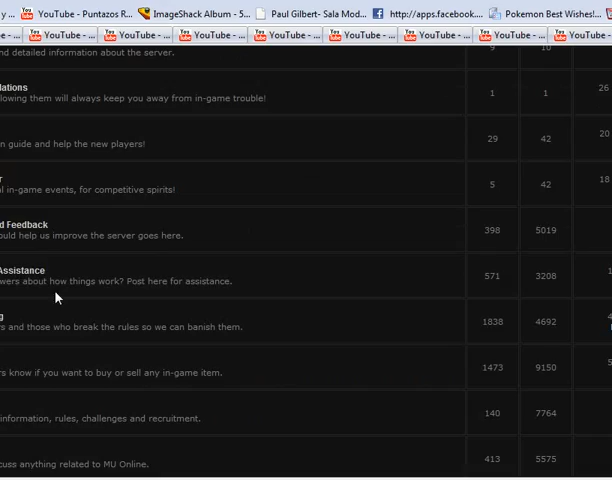 y ... YouTube - Puntazos R... ImageShack Album - 5... Paul Gilbert- Sala Mod... http://apps.facebook.... Pokemon Best Wishes!...
e - ... YouTube - ... YouTube - ... YouTube - ... YouTube - ... YouTube - ... YouTube - ... YouTube - ... YouTube -
nd detailed information about the server. 9 10
lations
lowing them will always keep you away from in-game trouble! 1 1 26
n guide and help the new players! 29 42 20
r
al in-game events, for competitive spirits! 5 42 18
d Feedback
ould help us improve the server goes here. 398 5019
Assistance
wers about how things work? Post here for assistance. 571 3208 1
g
rs and those who break the rules so we can banish them. 1838 4692 4
rs know if you want to buy or sell any in-game item. 1473 9150 5
information, rules, challenges and recruitment. 140 7764
cuss anything related to MU Online. 413 5575